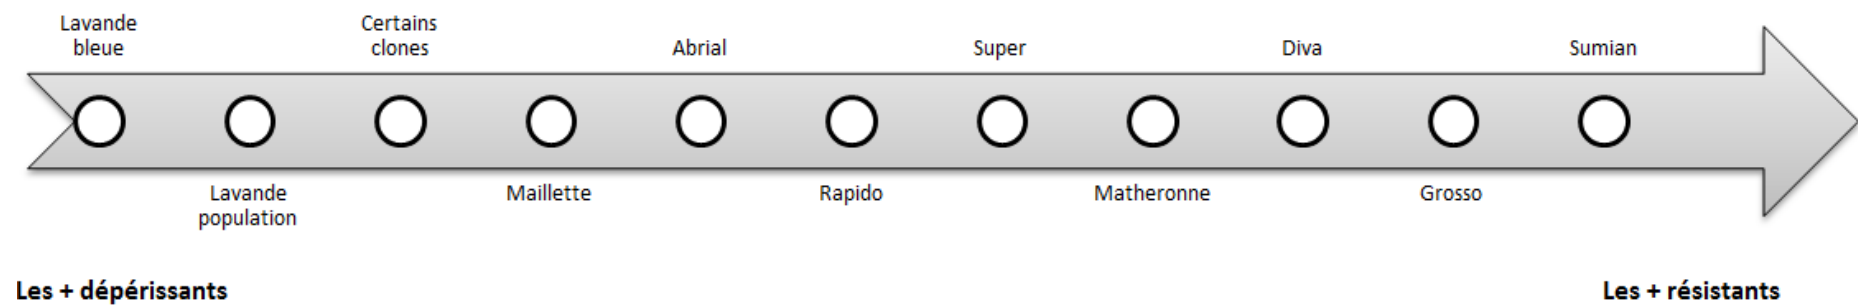 Lavande
bleue
Certains
clones
Abrial
Super
Diva
Sumian
Lavande
population
Maillette
Rapido
Matheronne
Grosso
Les + dépérissants
Les + résistants